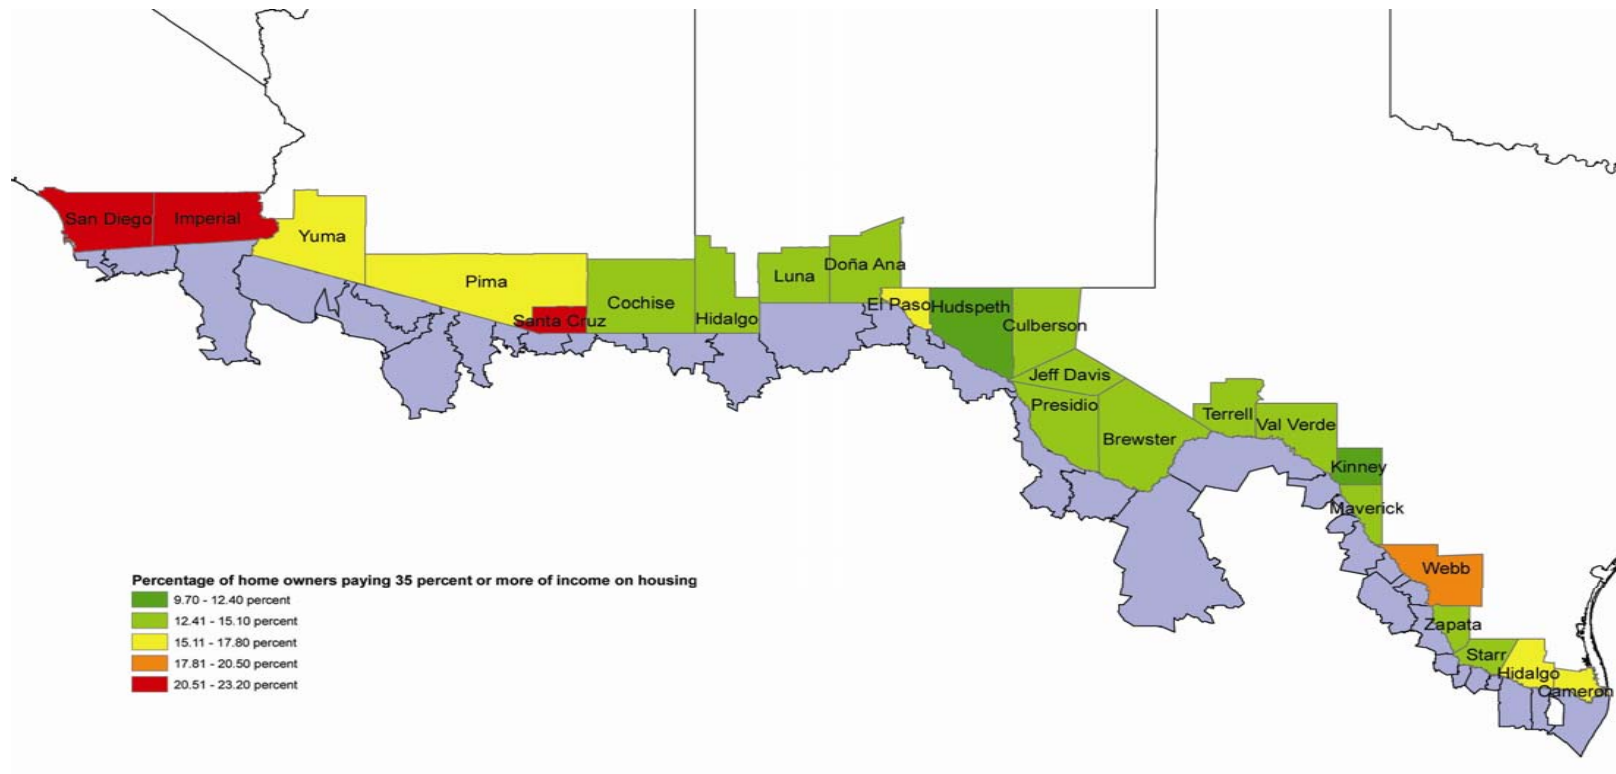 San Diego
Imperial
Yuma
Pima
Santa Cruz
Cochise
Hidalgo
Luna
Doña Ana
El Paso
Hudspeth
Culberson
Jeff Davis
Presidio
Brewster
Terrell
Val Verde
Kinney
Maverick
Webb
Zapata
Starr
Hidalgo
Cameron
Percentage of home owners paying 35 percent or more of income on housing
9.70 - 12.40 percent
12.41 - 15.10 percent
15.11 - 17.80 percent
17.81 - 20.50 percent
20.51 - 23.20 percent